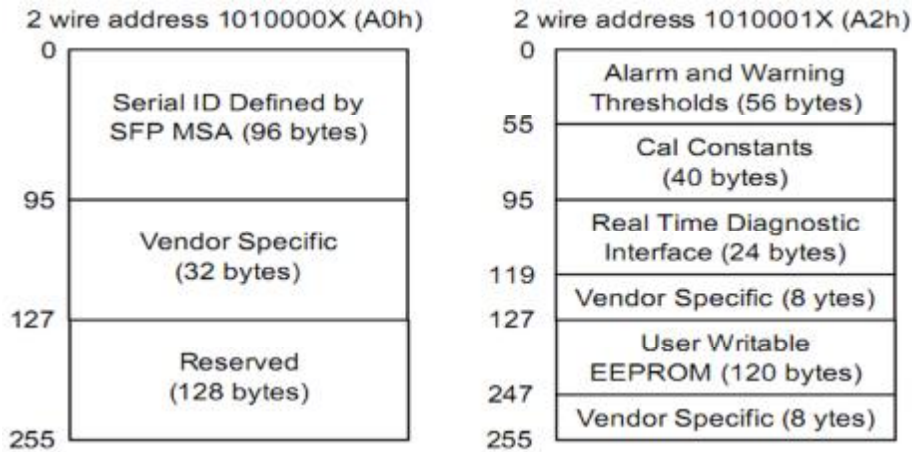 2 wire address 1010000X (A0h)
0
Serial ID Defined by
SFP MSA (96 bytes)
95
Vendor Specific
(32 bytes)
127
Reserved
(128 bytes)
255
2 wire address 1010001X (A2h)
0
Alarm and Warning
Thresholds (56 bytes)
55
Cal Constants
(40 bytes)
95
Real Time Diagnostic
Interface (24 bytes)
119
Vendor Specific (8 ytes)
127
User Writable
EEPROM (120 bytes)
247
Vendor Specific (8 ytes)
255